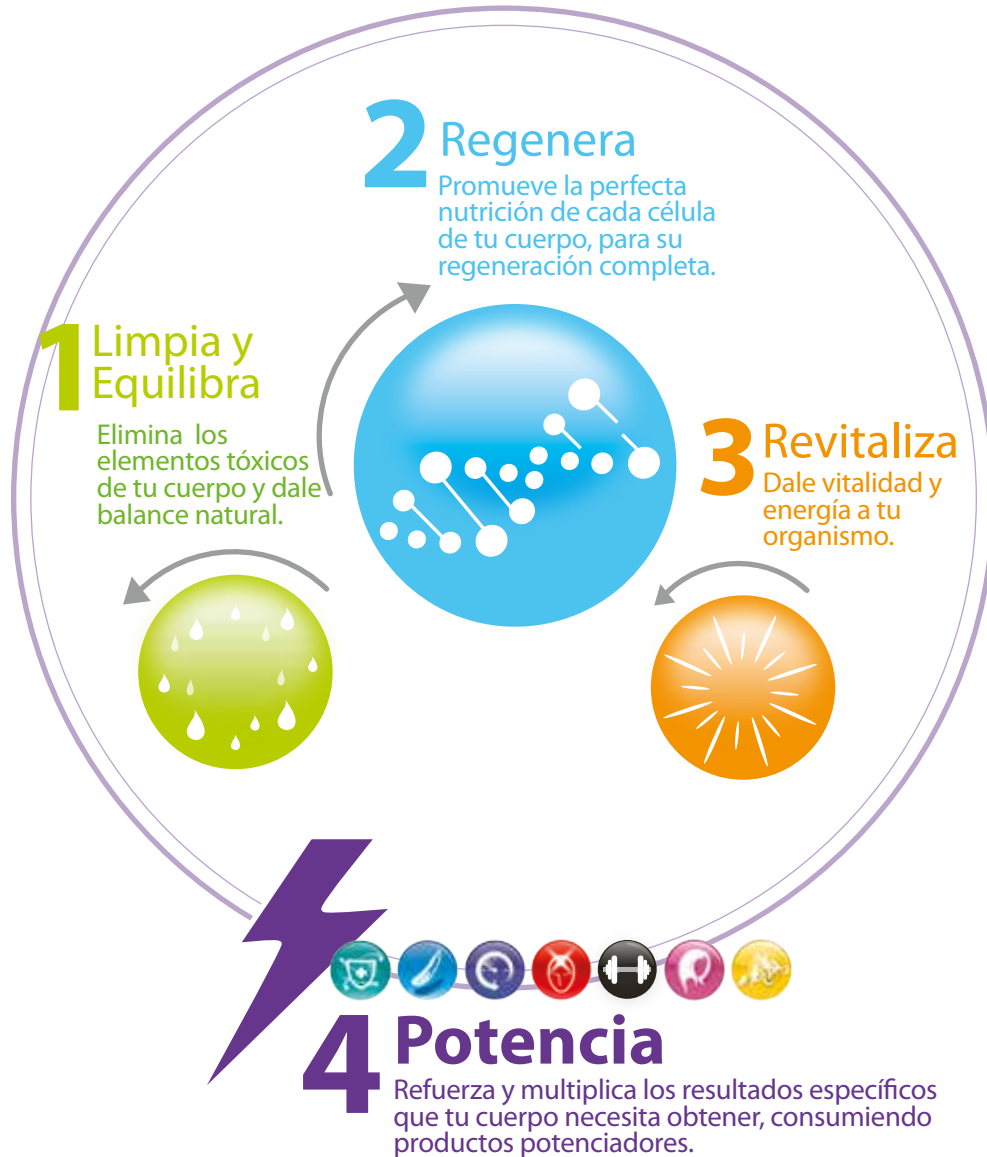 1 Limpia y
Equilibra
Elimina los
elementos tóxicos
de tu cuerpo y dale
balance natural.
2 Regenera
Promueve la perfecta
nutrición de cada célula
de tu cuerpo, para su
regeneración completa.
3 Revitaliza
Dale vitalidad y
energía a tu
organismo.
4 Potencia
Refuerza y multiplica los resultados específicos
que tu cuerpo necesita obtener, consumiendo
productos potenciadores.